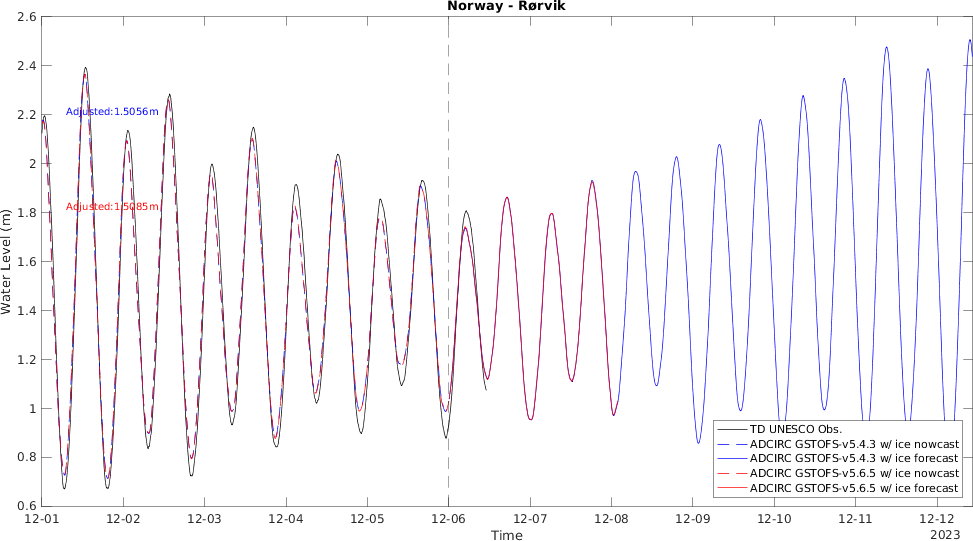 Norway - Rørvik
2.6
2.4
2.2
2
1.8
1.6
1.4
1.2
1
0.8
0.6
Water Level (m)
Adjusted:1.5056m
Adjusted:1.5085m
TD UNESCO Obs.
ADCIRC GSTOFS-v5.4.3 w/ ice nowcast
ADCIRC GSTOFS-v5.4.3 w/ ice forecast
ADCIRC GSTOFS-v5.6.5 w/ ice nowcast
ADCIRC GSTOFS-v5.6.5 w/ ice forecast
12-01 12-02 12-03 12-04 12-05 12-06 12-07 12-08 12-09 12-10 12-11 12-12
2023
Time